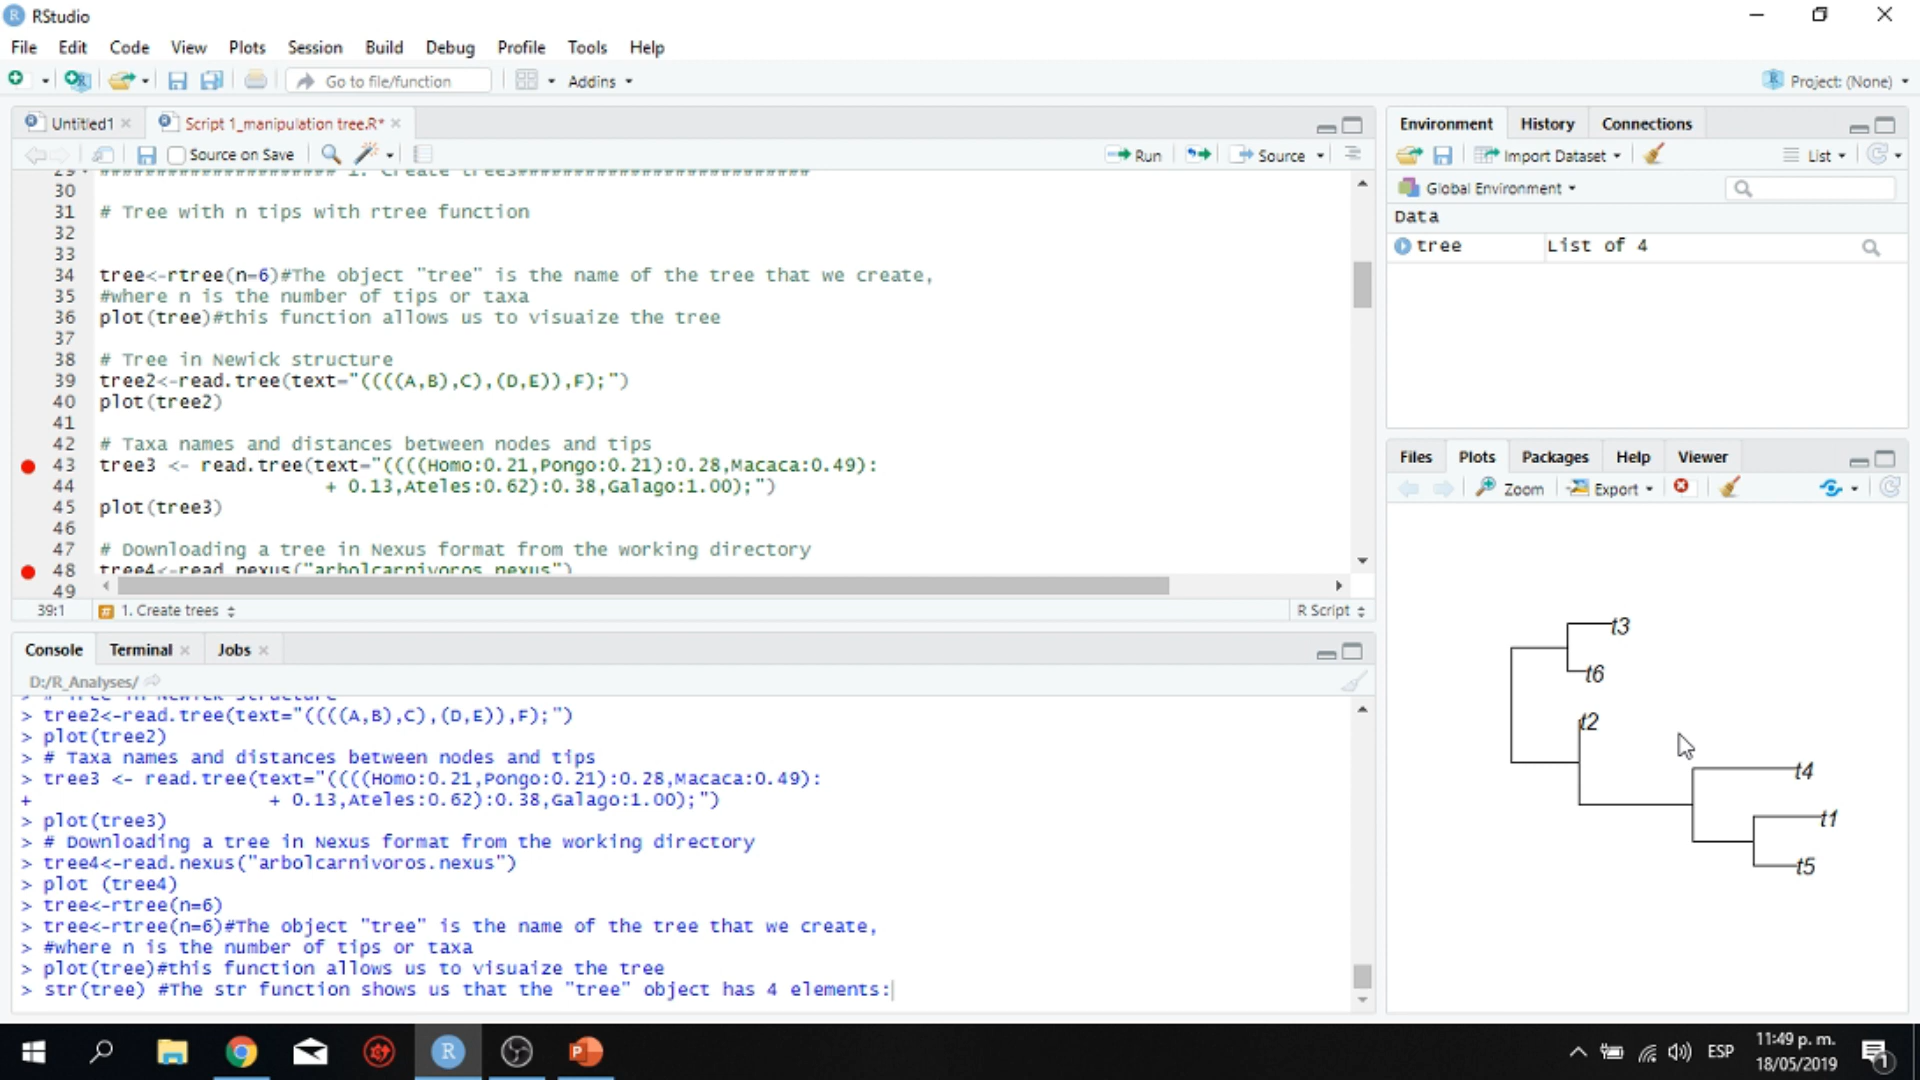 RStudio
File Edit Code View Plots Session Build Debug Profile Tools Help
Go to file/function Addins Project: (None)
Untitled1 Script 1_manipulation tree.R*
Source on Save Run Source
29 ##################### 1. Create trees##########################
30
31 # Tree with n tips with rtree function
32
33
34 tree<-rtree(n=6)#The object "tree" is the name of the tree that we create,
35 #where n is the number of tips or taxa
36 plot(tree)#this function allows us to visuaize the tree
37
38 # Tree in Newick structure
39 tree2<-read.tree(text="((((A,B),C),(D,E)),F);")
40 plot(tree2)
41
42 # Taxa names and distances between nodes and tips
43 tree3 <- read.tree(text="((((Homo:0.21,Pongo:0.21):0.28,Macaca:0.49):
44 + 0.13,Ateles:0.62):0.38,Galago:1.00);")
45 plot(tree3)
46
47 # Downloading a tree in Nexus format from the working directory
48 tree4<-read.nexus("arbolcarnivoros.nexus")
49
39:1 # 1. Create trees R Script
Console Terminal Jobs
D:/R_Analyses/
> # Tree in Newick structure
> tree2<-read.tree(text="((((A,B),C),(D,E)),F);")
> plot(tree2)
> # Taxa names and distances between nodes and tips
> tree3 <- read.tree(text="((((Homo:0.21,Pongo:0.21):0.28,Macaca:0.49):
+ + 0.13,Ateles:0.62):0.38,Galago:1.00);")
> plot(tree3)
> # Downloading a tree in Nexus format from the working directory
> tree4<-read.nexus("arbolcarnivoros.nexus")
> plot (tree4)
> tree<-rtree(n=6)
> tree<-rtree(n=6)#The object "tree" is the name of the tree that we create,
> #where n is the number of tips or taxa
> plot(tree)#this function allows us to visuaize the tree
> str(tree) #The str function shows us that the "tree" object has 4 elements:
Environment History Connections
Import Dataset List
Global Environment
Data
tree List of 4
Files Plots Packages Help Viewer
Zoom Export
t3
t6
t2
t4
t1
t5
ESP
11:49 p. m.
18/05/2019
1